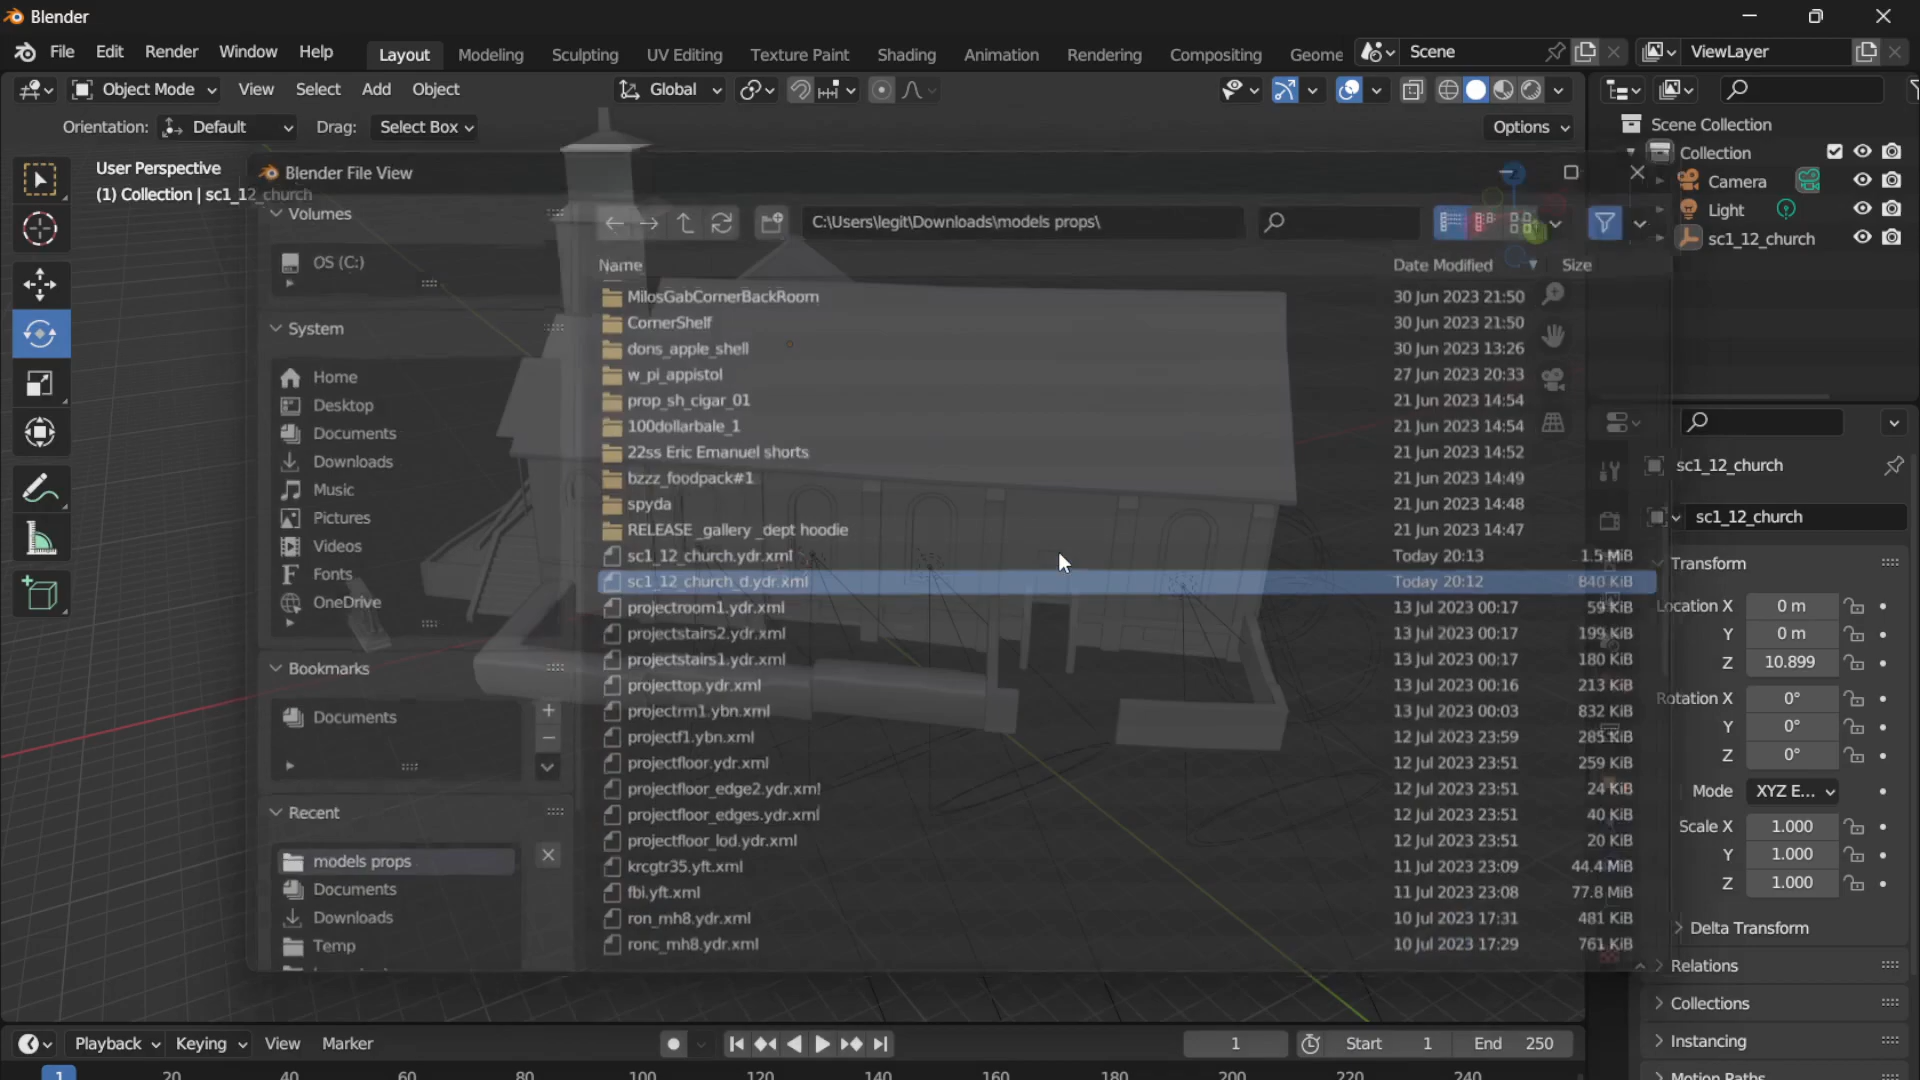 Blender
File Edit Render Window Help Layout Modeling Sculpting UV Editing Texture Paint Shading Animation Rendering Compositing Geome Scene ViewLayer
Object Mode View Select Add Object Global
Orientation: Default Drag: Select Box Options
User Perspective
(1) Collection | sc1_12_church
Blender File View
Volumes
OS (C:)
System
Home
Desktop
Documents
Downloads
Music
Pictures
Videos
Fonts
OneDrive
Bookmarks
Documents
Recent
models props
Documents
Downloads
Temp
C:\Users\legit\Downloads\models props\
Name Date Modified Size
MilosGabCornerBackRoom 30 Jun 2023 21:50
CornerShelf 30 Jun 2023 21:50
dons_apple_shell 30 Jun 2023 13:26
w_pi_appistol 27 Jun 2023 20:33
prop_sh_cigar_01 21 Jun 2023 14:54
100dollarbale_1 21 Jun 2023 14:54
22ss Eric Emanuel shorts 21 Jun 2023 14:52
bzzz_foodpack#1 21 Jun 2023 14:49
spyda 21 Jun 2023 14:48
RELEASE _gallery _dept hoodie 21 Jun 2023 14:47
sc1_12_church.ydr.xml Today 20:13 1.5 MiB
sc1_12_church_d.ydr.xml Today 20:12 840 KiB
projectroom1.ydr.xml 13 Jul 2023 00:17 59 KiB
projectstairs2.ydr.xml 13 Jul 2023 00:17 199 KiB
projectstairs1.ydr.xml 13 Jul 2023 00:17 180 KiB
projecttop.ydr.xml 13 Jul 2023 00:16 213 KiB
projectrm1.ybn.xml 13 Jul 2023 00:03 832 KiB
projectf1.ybn.xml 12 Jul 2023 23:59 285 KiB
projectfloor.ydr.xml 12 Jul 2023 23:51 259 KiB
projectfloor_edge2.ydr.xml 12 Jul 2023 23:51 24 KiB
projectfloor_edges.ydr.xml 12 Jul 2023 23:51 40 KiB
projectfloor_lod.ydr.xml 12 Jul 2023 23:51 20 KiB
krcgtr35.yft.xml 11 Jul 2023 23:09 44.4 MiB
fbi.yft.xml 11 Jul 2023 23:08 77.8 MiB
ron_mh8.ydr.xml 10 Jul 2023 17:31 481 KiB
ronc_mh8.ydr.xml 10 Jul 2023 17:29 761 KiB
Scene Collection
Collection
Camera
Light
sc1_12_church
sc1_12_church
sc1_12_church
Transform
Location X 0 m
Y 0 m
Z 10.899
Rotation X 0°
Y 0°
Z 0°
Mode XYZ E...
Scale X 1.000
Y 1.000
Z 1.000
Delta Transform
Relations
Collections
Instancing
Motion Paths
Playback Keying View Marker 1 Start 1 End 250
1 20 40 60 80 100 120 140 160 180 200 220 240